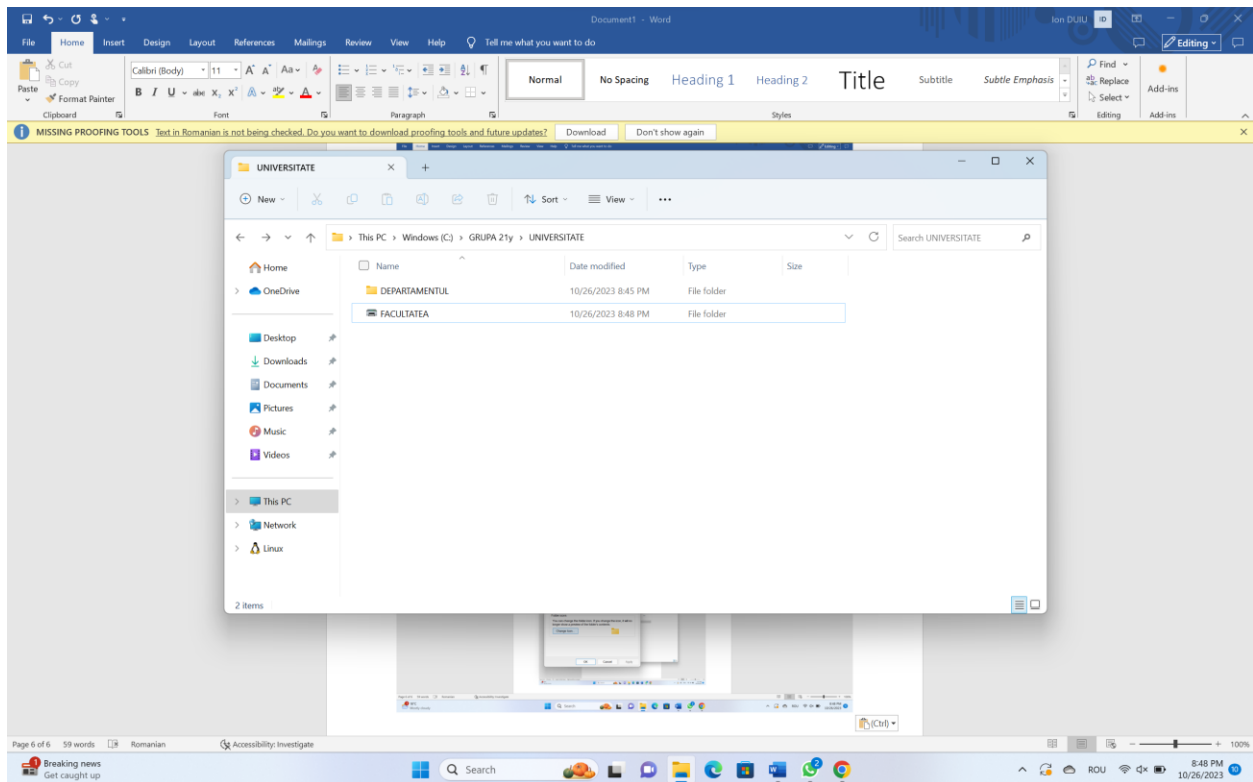 Document1 - Word
Ion DUIU ID
File Home Insert Design Layout References Mailings Review View Help Tell me what you want to do Editing
Cut
Copy
Paste
Format Painter
Calibri (Body) 11
Normal
No Spacing
Heading 1
Heading 2
Title
Subtitle
Subtle Emphasis
Find
Replace
Select
Add-ins
Clipboard Font Paragraph Styles Editing Add-ins
MISSING PROOFING TOOLS Text in Romanian is not being checked. Do you want to download proofing tools and future updates? Download Don't show again
UNIVERSITATE
New Sort View
This PC > Windows (C:) > GRUPA 21y > UNIVERSITATE Search UNIVERSITATE
Home
OneDrive
Desktop
Downloads
Documents
Pictures
Music
Videos
This PC
Network
Linux
Name Date modified Type Size
DEPARTAMENTUL 10/26/2023 8:45 PM File folder
FACULTATEA 10/26/2023 8:48 PM File folder
2 items
(Ctrl)
Page 6 of 6 59 words Romanian Accessibility: Investigate 100%
Breaking news
Get caught up
Search
ROU
8:48 PM
10/26/2023